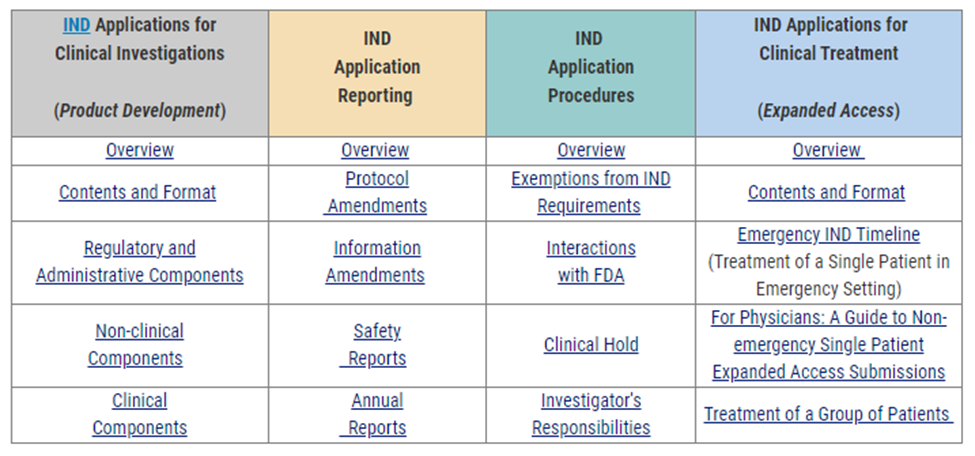 IND Applications for
Clinical Investigations
(Product Development)
IND
Application
Reporting
IND
Application
Procedures
IND Applications for
Clinical Treatment
(Expanded Access)
Overview
Overview
Overview
Overview
Contents and Format
Protocol
Amendments
Exemptions from IND
Requirements
Contents and Format
Regulatory and
Administrative Components
Information
Amendments
Interactions
with FDA
Emergency IND Timeline
(Treatment of a Single Patient in
Emergency Setting)
Non-clinical
Components
Safety
Reports
Clinical Hold
For Physicians: A Guide to Non-
emergency Single Patient
Expanded Access Submissions
Clinical
Components
Annual
Reports
Investigator's
Responsibilities
Treatment of a Group of Patients